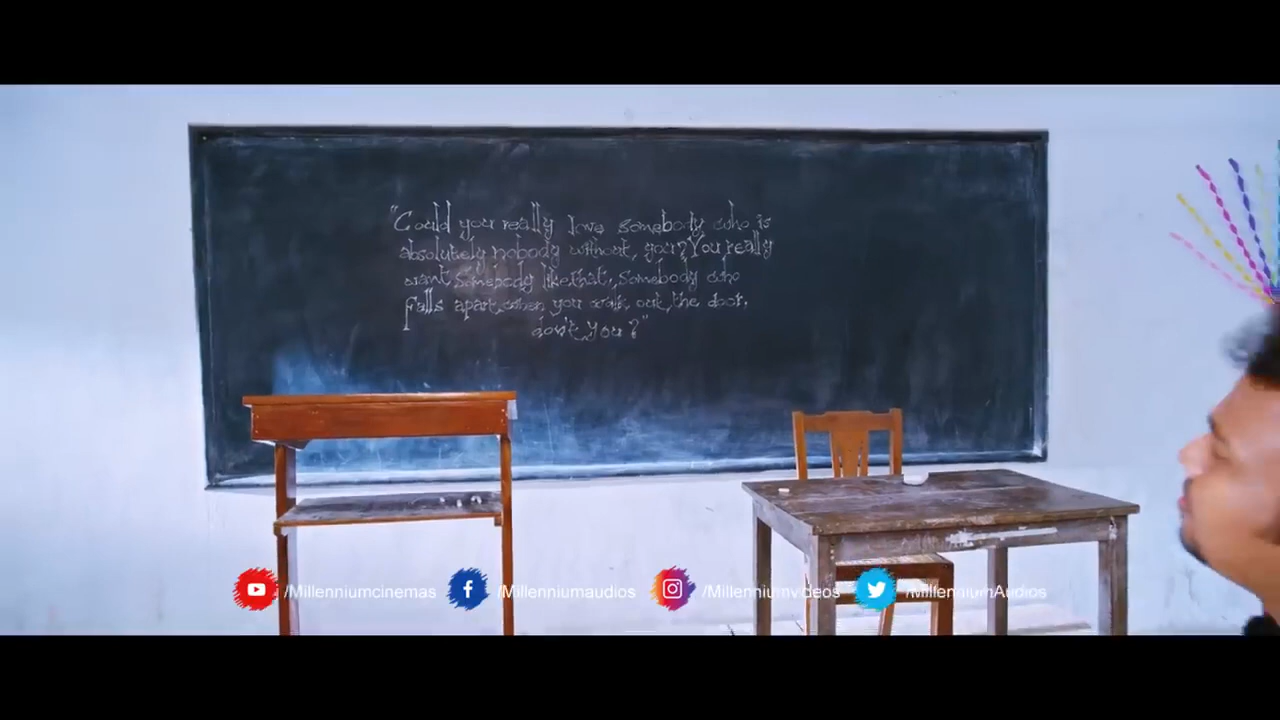 "Could you really love somebody who is
absolutely nobody without, you? You really
want somebody like that, Somebody who
falls apart, when you walk out, the door,
don't you?"
/Millenniumcinemas
/Millenniumaudios
/Millenniumvideos
/MillenniumAudios